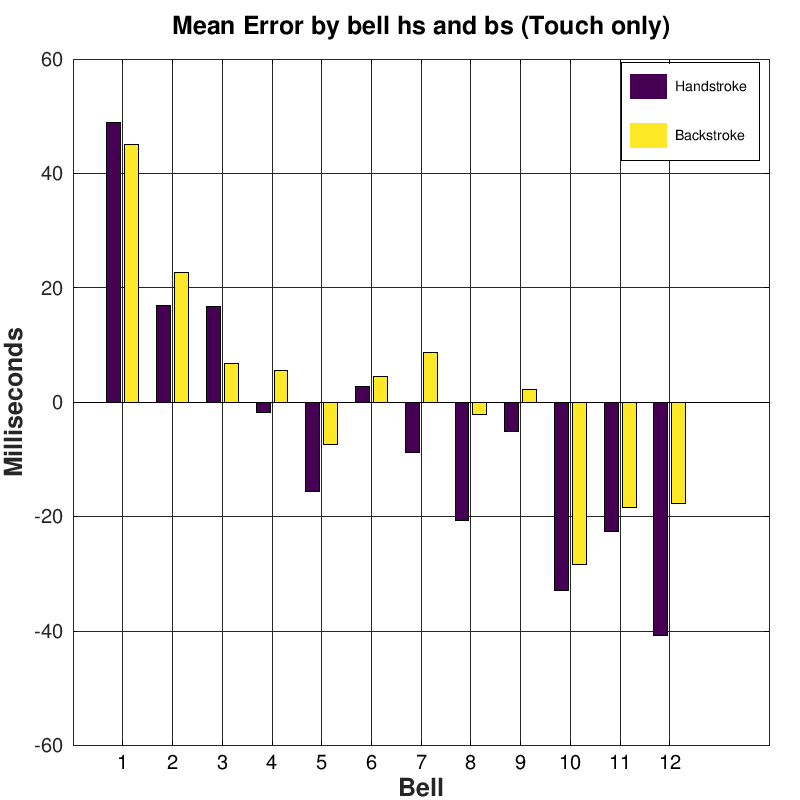 Mean Error by bell hs and bs (Touch only)
60
40
20
0
-20
-40
-60
Milliseconds
Handstroke
Backstroke
1 2 3 4 5 6 7 8 9 10 11 12
Bell